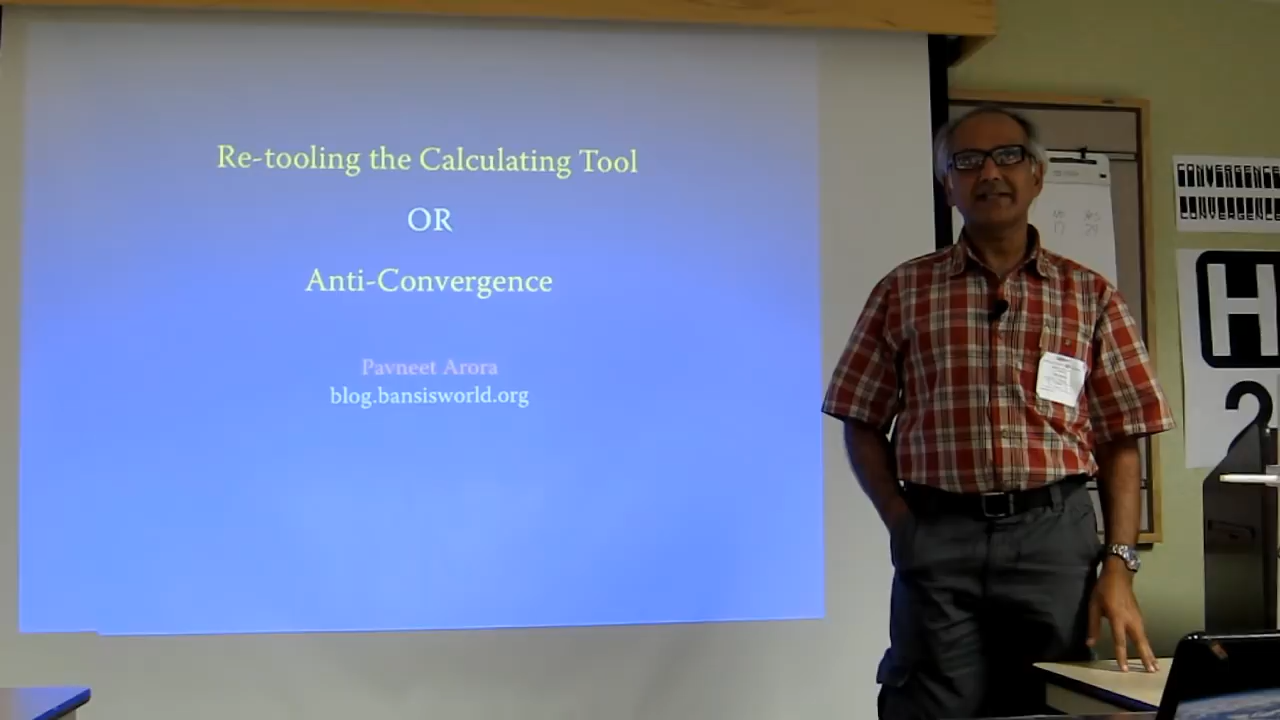 Re-tooling the Calculating Tool
OR
Anti-Convergence
Pavneet Arora
blog.bansisworld.org
CONVERGENCE
CONVERGENCE
H
2